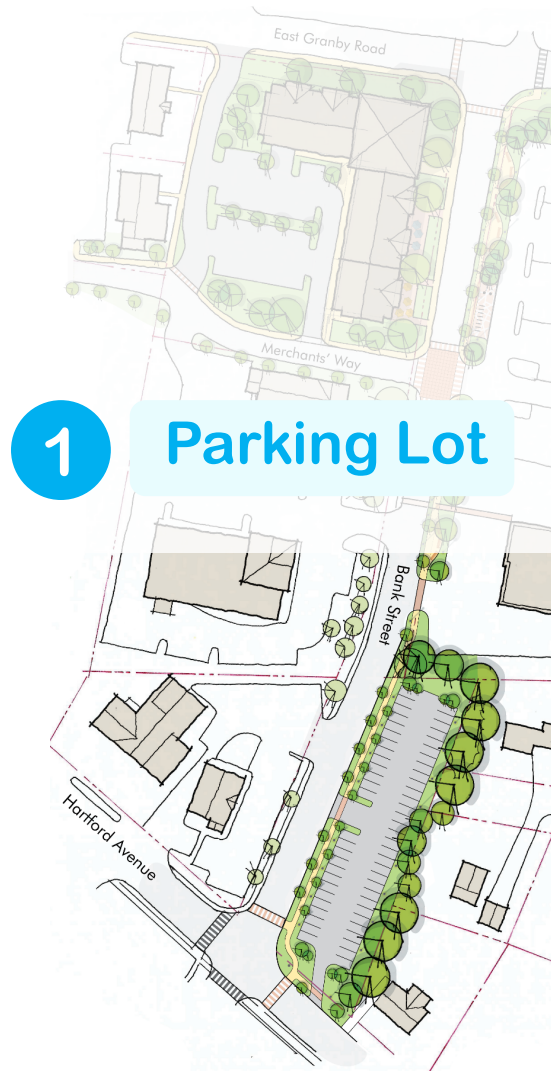 East Granby Road
Merchants' Way
1
Parking Lot
Bank Street
Hartford Avenue